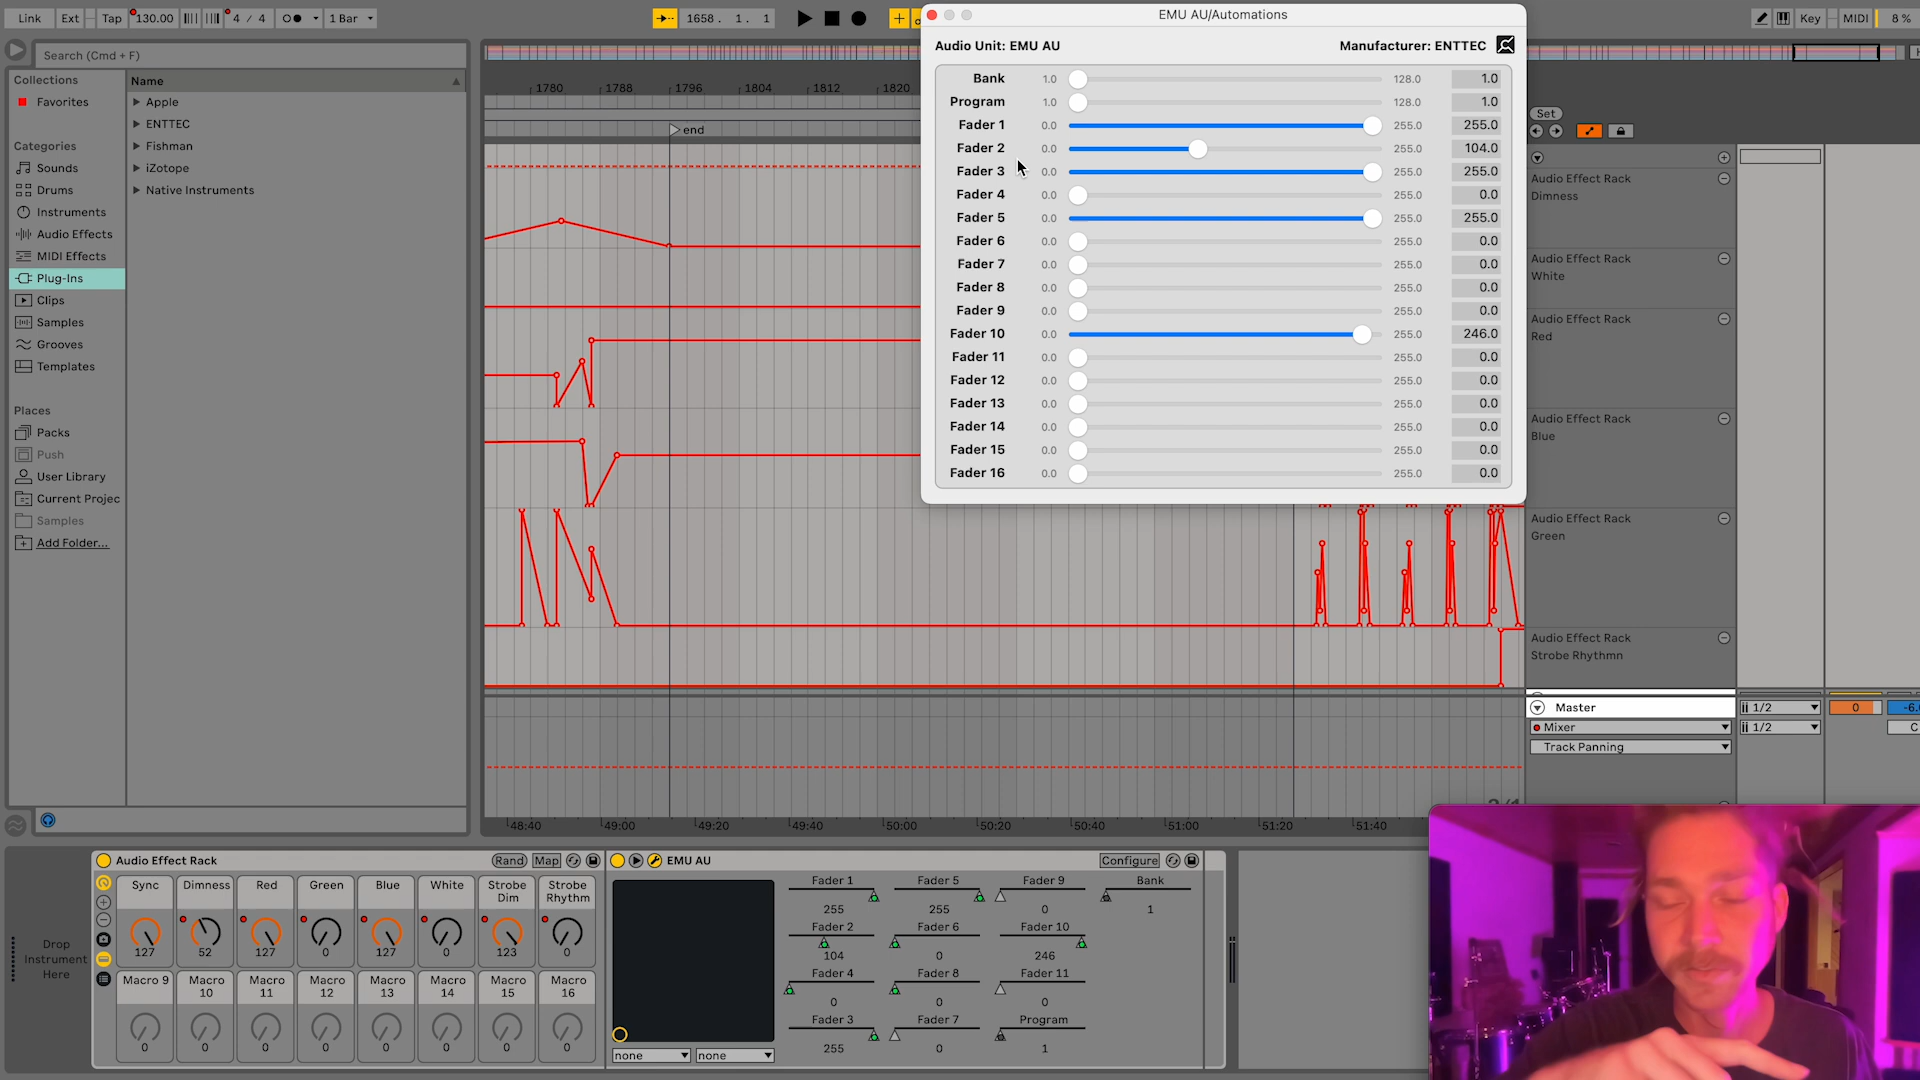 Link Ext Tap 130.00 4 / 4 1 Bar
1658. 1. 1
Key MIDI 8 %
EMU AU/Automations
Audio Unit: EMU AU
Manufacturer: ENTTEC
Bank 1.0 128.0 1.0
Program 1.0 128.0 1.0
Fader 1 0.0 255.0 255.0
Fader 2 0.0 255.0 104.0
Fader 3 0.0 255.0 255.0
Fader 4 0.0 255.0 0.0
Fader 5 0.0 255.0 255.0
Fader 6 0.0 255.0 0.0
Fader 7 0.0 255.0 0.0
Fader 8 0.0 255.0 0.0
Fader 9 0.0 255.0 0.0
Fader 10 0.0 255.0 246.0
Fader 11 0.0 255.0 0.0
Fader 12 0.0 255.0 0.0
Fader 13 0.0 255.0 0.0
Fader 14 0.0 255.0 0.0
Fader 15 0.0 255.0 0.0
Fader 16 0.0 255.0 0.0
Search (Cmd + F)
Collections
Favorites
Categories
Sounds
Drums
Instruments
Audio Effects
MIDI Effects
Plug-Ins
Clips
Samples
Grooves
Templates
Places
Packs
Push
User Library
Current Projec
Samples
Add Folder...
Name
Apple
ENTTEC
Fishman
iZotope
Native Instruments
1780 1788 1796 1804 1812 1820
end
Set
Audio Effect Rack
Dimness
Audio Effect Rack
White
Audio Effect Rack
Red
Audio Effect Rack
Blue
Audio Effect Rack
Green
Audio Effect Rack
Strobe Rhythmn
Master
1/2 0 -6.
Mixer
1/2 C
Track Panning
48:40 49:00 49:20 49:40 50:00 50:20 50:40 51:00 51:20 51:40
Audio Effect Rack Rand Map
Drop
Instrument
Here
Sync Dimness Red Green Blue White Strobe Dim Strobe Rhythm
127 52 127 0 127 0 123 0
Macro 9 Macro 10 Macro 11 Macro 12 Macro 13 Macro 14 Macro 15 Macro 16
0 0 0 0 0 0 0 0
EMU AU Configure
none none
Fader 1 Fader 5 Fader 9 Bank
255 255 0 1
Fader 2 Fader 6 Fader 10
104 0 246
Fader 4 Fader 8 Fader 11
0 0 0
Fader 3 Fader 7 Program
255 0 1